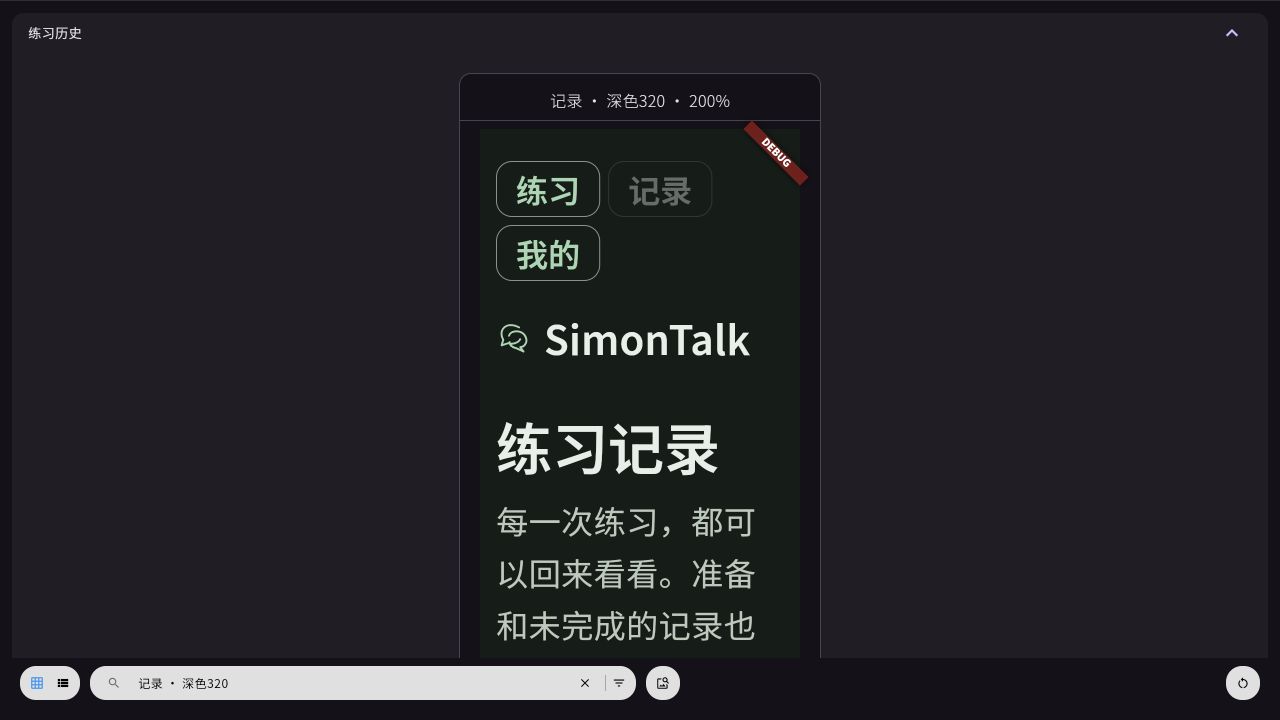 练习历史
记录 • 深色320 • 200%
DEBUG
练习
记录
我的
SimonTalk
练习记录
每一次练习，都可
以回来看看。准备
和未完成的记录也
记录 • 深色320